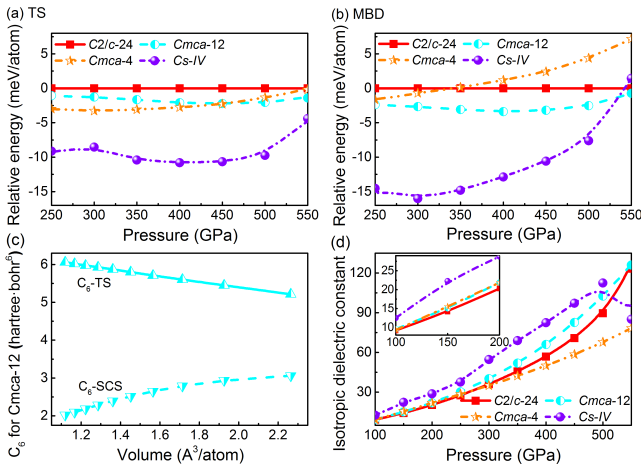 (a) TS
C2/c-24
Cmca-12
Cmca-4
Cs-IV
Relative energy (meV/atom)
5
0
-5
-10
-15
250 300 350 400 450 500 550
Pressure (GPa)
(b) MBD
C2/c-24
Cmca-12
Cmca-4
Cs-IV
Relative energy (meV/atom)
5
0
-5
-10
-15
250 300 350 400 450 500 550
Pressure (GPa)
(c)
C₆-TS
C₆-SCS
C₆ for Cmca-12 (hartree·bohr⁶)
6
5
4
3
2
1.2 1.4 1.6 1.8 2.0 2.2
Volume (A³/atom)
(d)
25
20
15
10
100 150 200
Isotropic dielectric constant
120
90
60
30
C2/c-24
Cmca-12
Cmca-4
Cs-IV
100 200 300 400 500
Pressure (GPa)